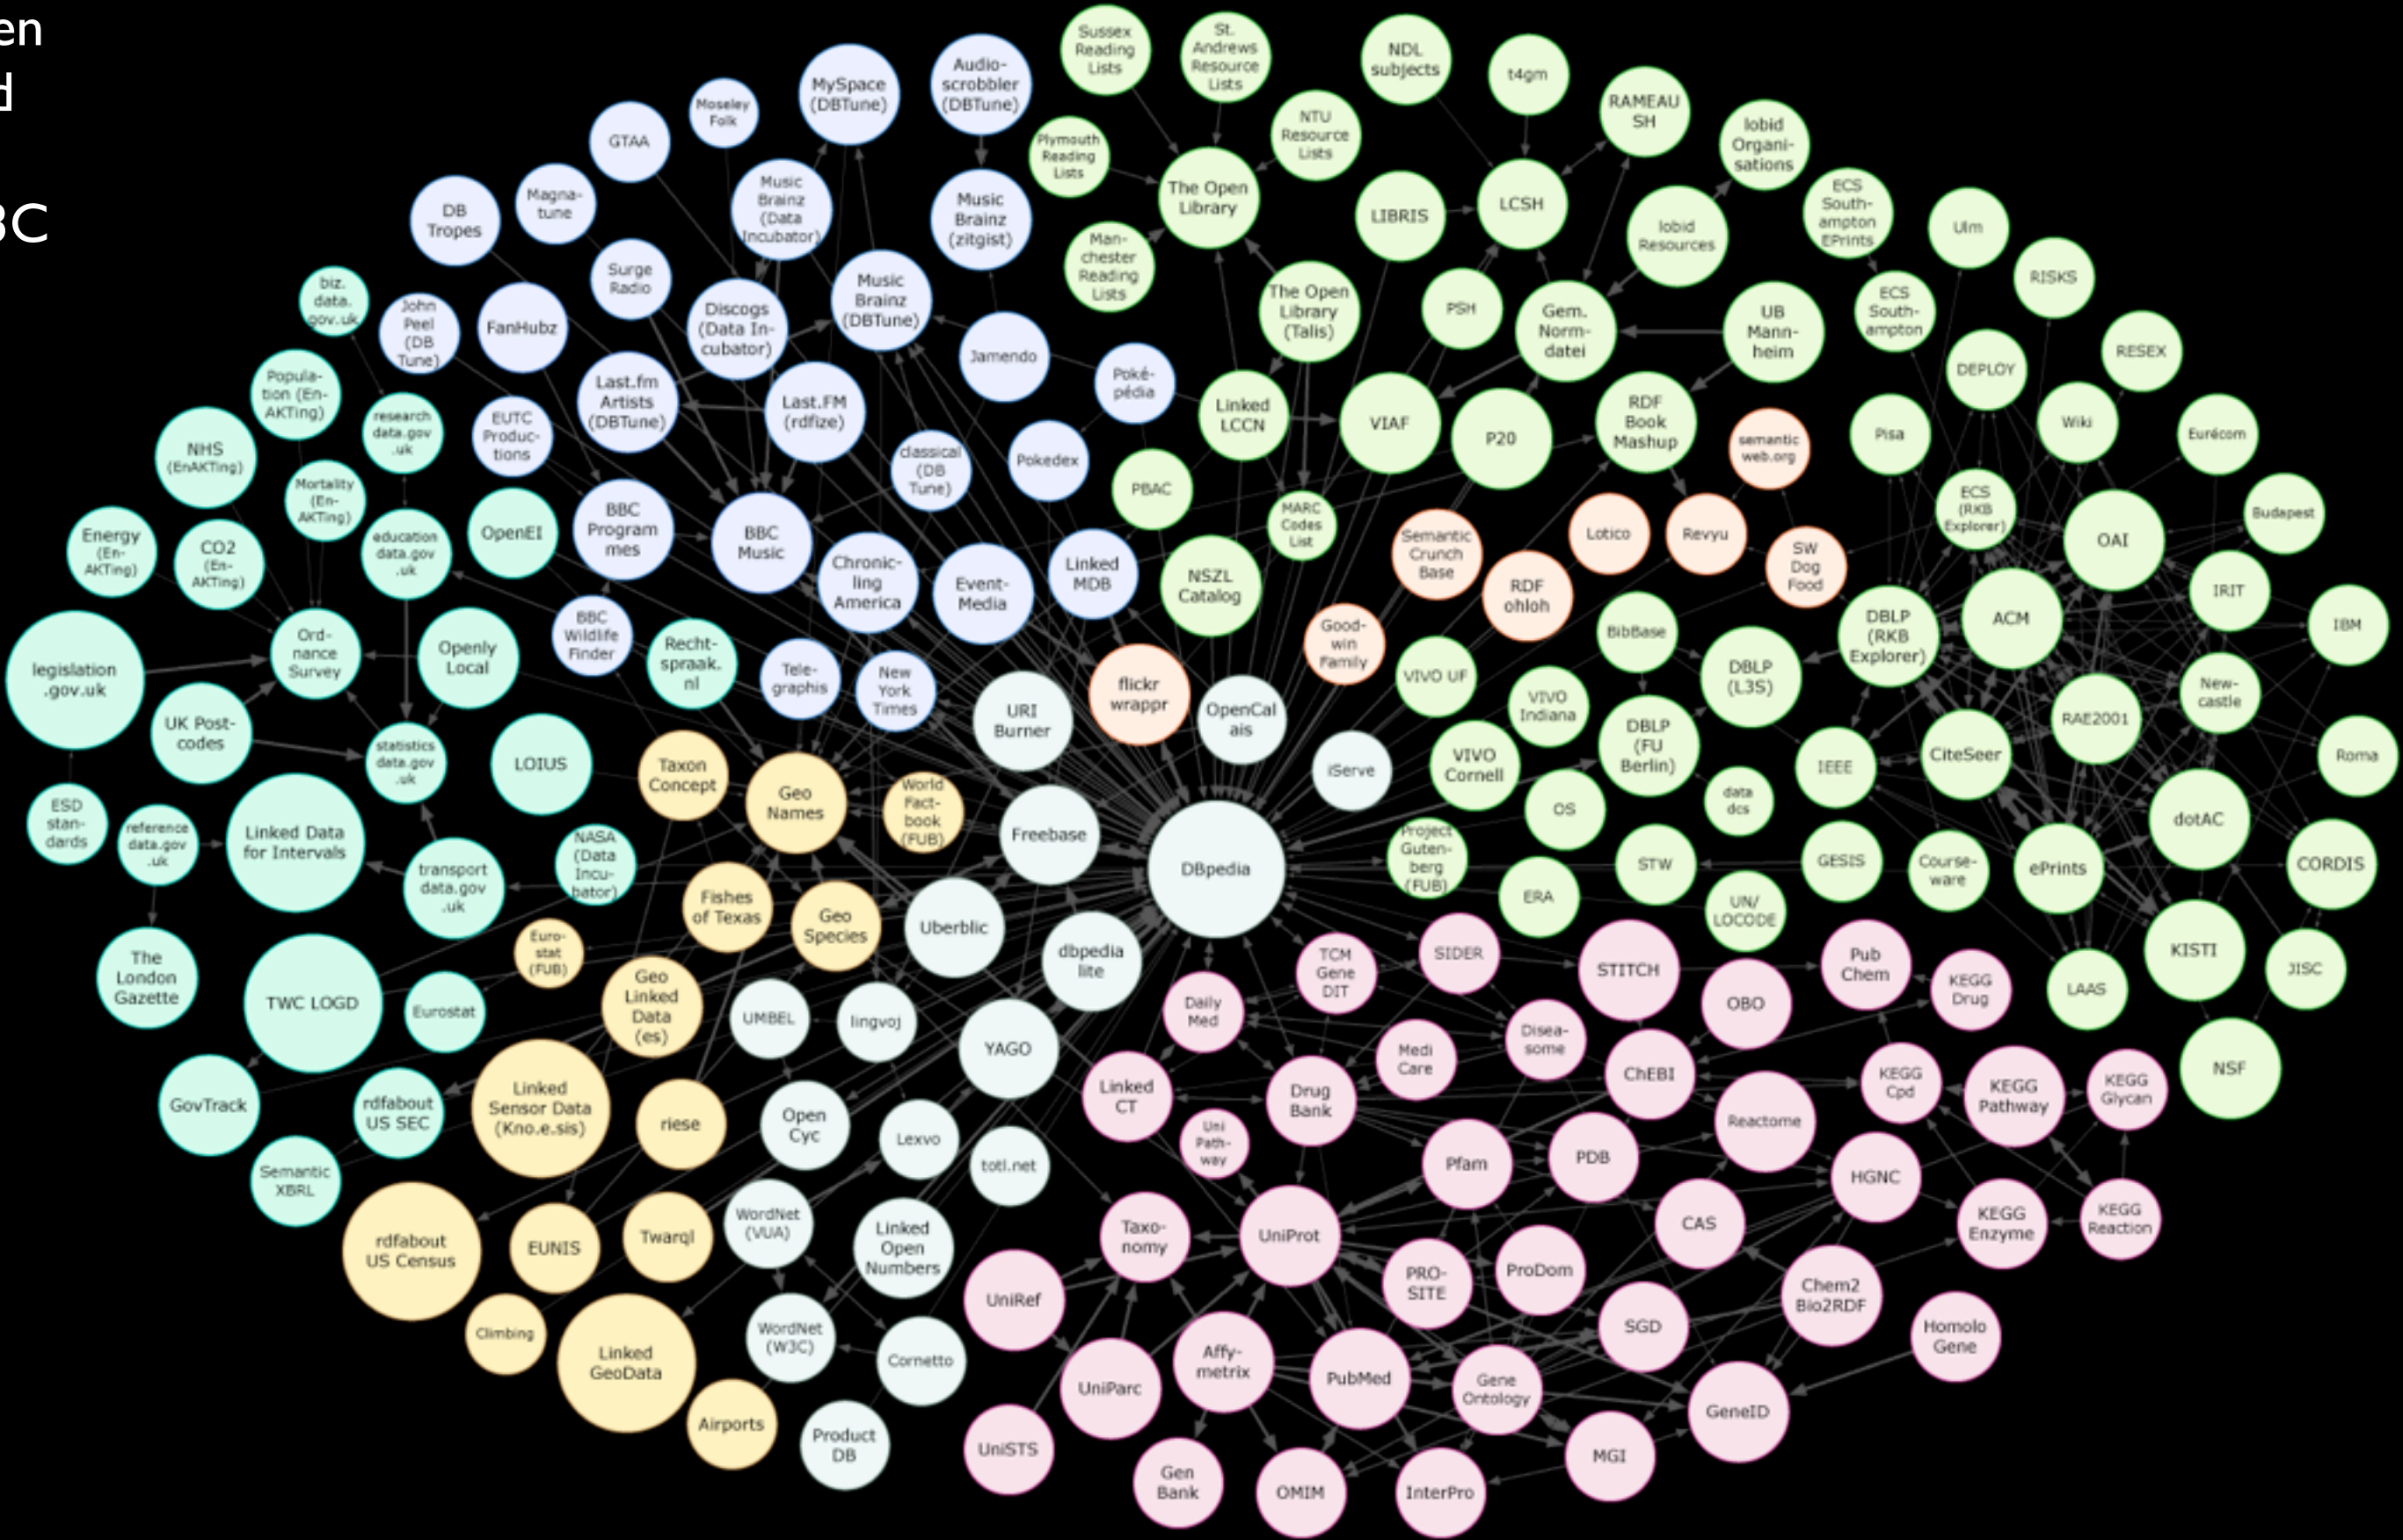 en
d
BC
Sussex
Reading
Lists
St.
Andrews
Resource
Lists
NDL
subjects
t4gm
Audio-
scrobbler
(DBTune)
MySpace
(DBTune)
Moseley
Folk
GTAA
RAMEAU
SH
lobid
Organi-
sations
NTU
Resource
Lists
Plymouth
Reading
Lists
Music
Brainz
(Data
Incubator)
Magna-
tune
DB
Tropes
Music
Brainz
(zitgist)
The Open
Library
LIBRIS
LCSH
lobid
Resources
ECS
South-
ampton
EPrints
Ulm
RISKS
Man-
chester
Reading
Lists
Surge
Radio
biz.
data.
gov.uk
John
Peel
(DB
Tune)
FanHubz
Discogs
(Data In-
cubator)
Music
Brainz
(DBTune)
The Open
Library
(Talis)
PSH
Gem.
Norm-
datei
UB
Mann-
heim
ECS
South-
ampton
RESEX
DEPLOY
Jamendo
Poké-
pédia
Popula-
tion (En-
AKTing)
research
data.gov
.uk
Last.fm
Artists
(DBTune)
Last.FM
(rdfize)
Linked
LCCN
VIAF
P20
RDF
Book
Mashup
semantic
web.org
Pisa
Wiki
Eurécom
NHS
(EnAKTing)
EUTC
Produc-
tions
classical
(DB
Tune)
Pokedex
PBAC
Mortality
(En-
AKTing)
MARC
Codes
List
ECS
(RKB
Explorer)
Budapest
OAI
Energy
(En-
AKTing)
CO2
(En-
AKTing)
education
data.gov
.uk
OpenEI
BBC
Program
mes
BBC
Music
Chronic-
ling
America
Event-
Media
Linked
MDB
NSZL
Catalog
Semantic
Crunch
Base
RDF
ohloh
Lotico
Revyu
SW
Dog
Food
IRIT
IBM
ACM
DBLP
(RKB
Explorer)
BibBase
Good-
win
Family
BBC
Wildlife
Finder
Ord-
nance
Survey
Openly
Local
Recht-
spraak.
nl
legislation
.gov.uk
Tele-
graphis
New
York
Times
flickr
wrappr
VIVO UF
VIVO
Indiana
DBLP
(L3S)
New-
castle
RAE2001
URI
Burner
OpenCal
ais
UK Post-
codes
statistics
data.gov
.uk
LOIUS
Taxon
Concept
Geo
Names
World
Fact-
book
(FUB)
iServe
VIVO
Cornell
DBLP
(FU
Berlin)
IEEE
CiteSeer
Roma
OS
data
dcs
dotAC
ESD
stan-
dards
reference
data.gov
.uk
Linked Data
for Intervals
Freebase
NASA
(Data
Incu-
bator)
transport
data.gov
.uk
DBpedia
Project
Guten-
berg
(FUB)
STW
GESIS
Course-
ware
ePrints
CORDIS
ERA
UN/
LOCODE
Fishes
of Texas
Geo
Species
Uberblic
dbpedia
lite
Euro-
stat
(FUB)
The
London
Gazette
TWC LOGD
Eurostat
Geo
Linked
Data
(es)
UMBEL
lingvoj
YAGO
Daily
Med
TCM
Gene
DIT
SIDER
STITCH
OBO
Pub
Chem
KEGG
Drug
LAAS
KISTI
JISC
Disea-
some
Medi
Care
ChEBI
NSF
GovTrack
rdfabout
US SEC
Linked
Sensor Data
(Kno.e.sis)
riese
Open
Cyc
Lexvo
Linked
CT
Drug
Bank
Reactome
KEGG
Cpd
KEGG
Pathway
KEGG
Glycan
Uni
Path-
way
Semantic
XBRL
totl.net
Pfam
PDB
HGNC
CAS
KEGG
Enzyme
KEGG
Reaction
rdfabout
US Census
EUNIS
Twarql
WordNet
(VUA)
Linked
Open
Numbers
Taxo-
nomy
UniProt
PRO-
SITE
ProDom
Chem2
Bio2RDF
UniRef
SGD
Homolo
Gene
Climbing
Linked
GeoData
WordNet
(W3C)
Cornetto
UniParc
Affy-
metrix
PubMed
Gene
Ontology
GeneID
Airports
Product
DB
UniSTS
Gen
Bank
OMIM
InterPro
MGI